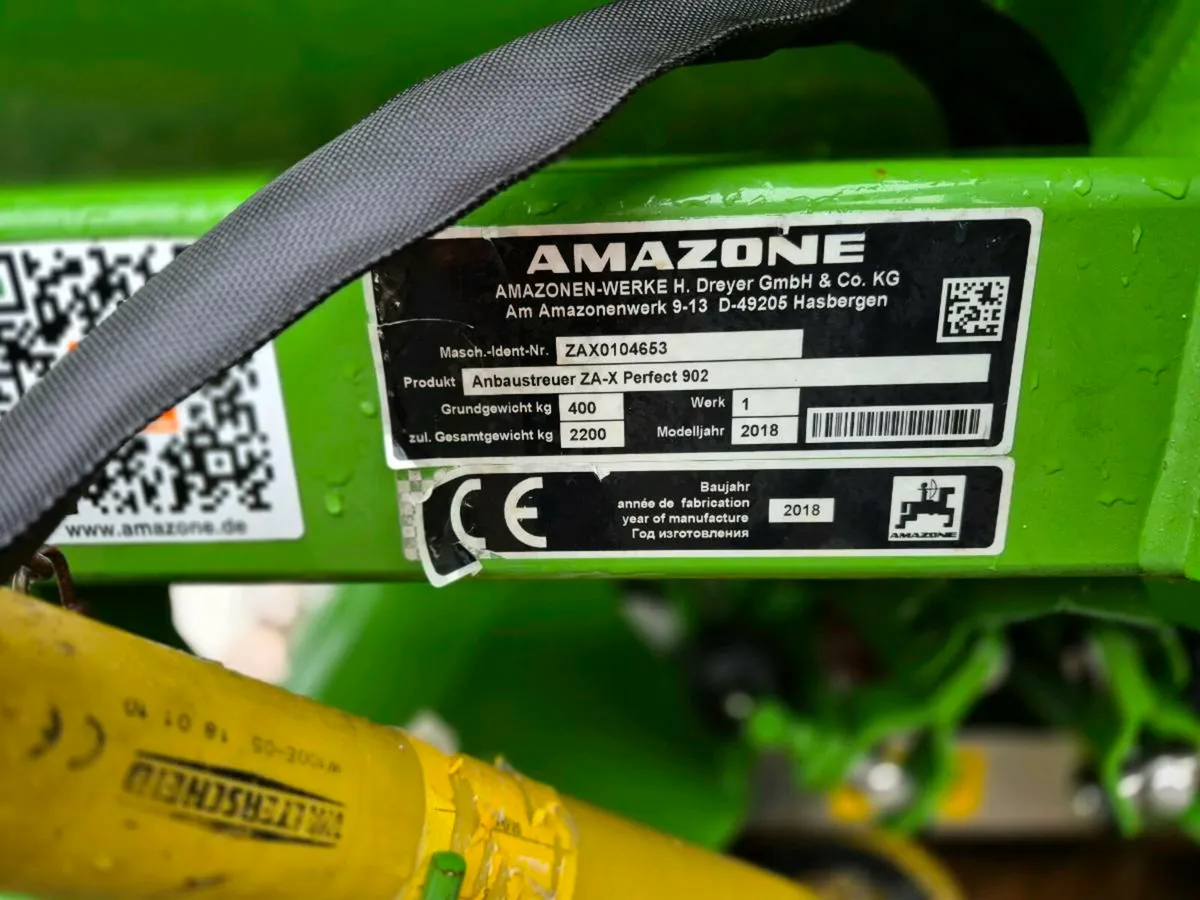 AMAZONE
AMAZONEN-WERKE H. Dreyer GmbH & Co. KG
Am Amazonenwerk 9-13 D-49205 Hasbergen
Masch.-Ident-Nr. ZAX0104653
Produkt Anbaustreuer ZA-X Perfect 902
Grundgewicht kg 400 Werk 1
zul. Gesamtgewicht kg 2200 Modelljahr 2018
www.amazone.de
CE
Baujahr
année de fabrication
year of manufacture
Год изготовления
2018
AMAZONE
CE
WALTERSCHEID